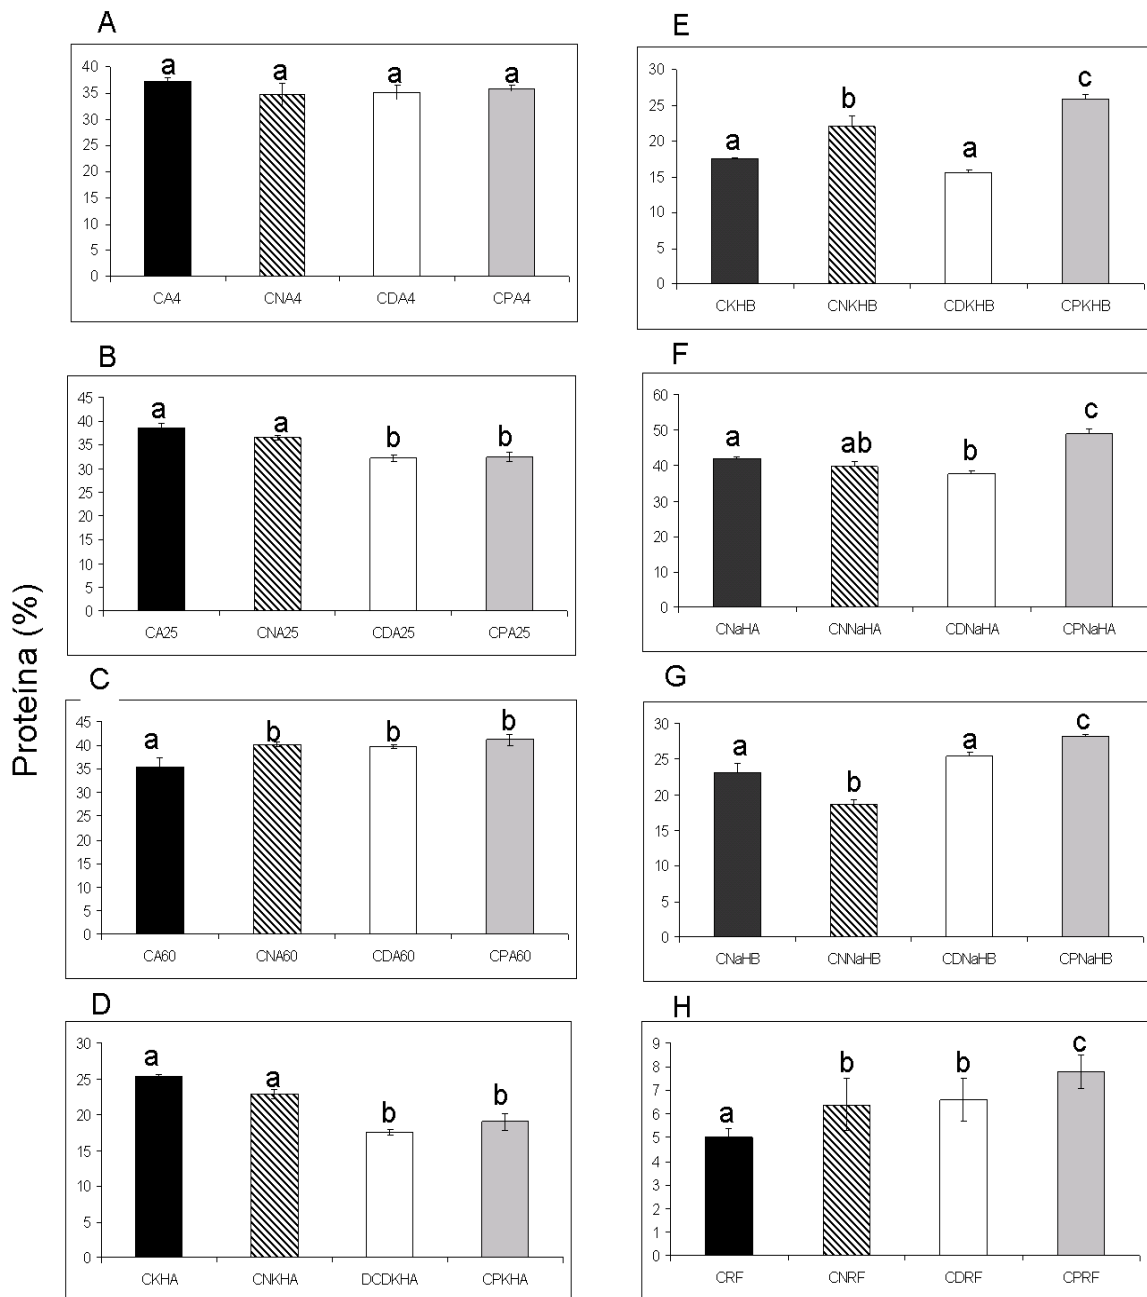 Proteína (%)
A
40
35
30
25
20
15
10
5
0
a a a a
CA4 CNA4 CDA4 CPA4
B
45
40
35
30
25
20
15
10
5
0
a a b b
CA25 CNA25 CDA25 CPA25
C
45
40
35
30
25
20
15
10
5
0
a b b b
CA60 CNA60 CDA60 CPA60
D
30
25
20
15
10
5
0
a a b b
CKHA CNKHA DCDKHA CPKHA
E
30
25
20
15
10
5
0
a b a c
CKHB CNKHB CDKHB CPKHB
F
60
50
40
30
20
10
0
a ab b c
CNaHA CNNaHA CDNaHA CPNaHA
G
30
25
20
15
10
5
0
a b a c
CNaHB CNNaHB CDNaHB CPNaHB
H
9
8
7
6
5
4
3
2
1
0
a b b c
CRF CNRF CDRF CPRF